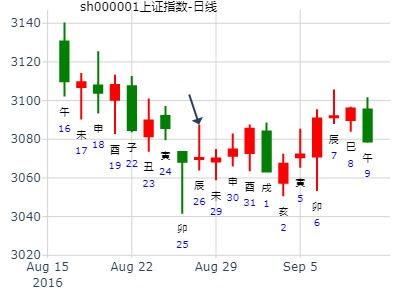 sh000001上证指数-日线
3140
3120
3100
3080
3060
3040
3020
午
16
未
17
申
18
酉
19
子
22
丑
23
寅
24
卯
25
辰
26
未
29
申
30
酉
31
戌
1
亥
2
寅
5
卯
6
辰
7
巳
8
午
9
Aug 15
2016
Aug 22
Aug 29
Sep 5